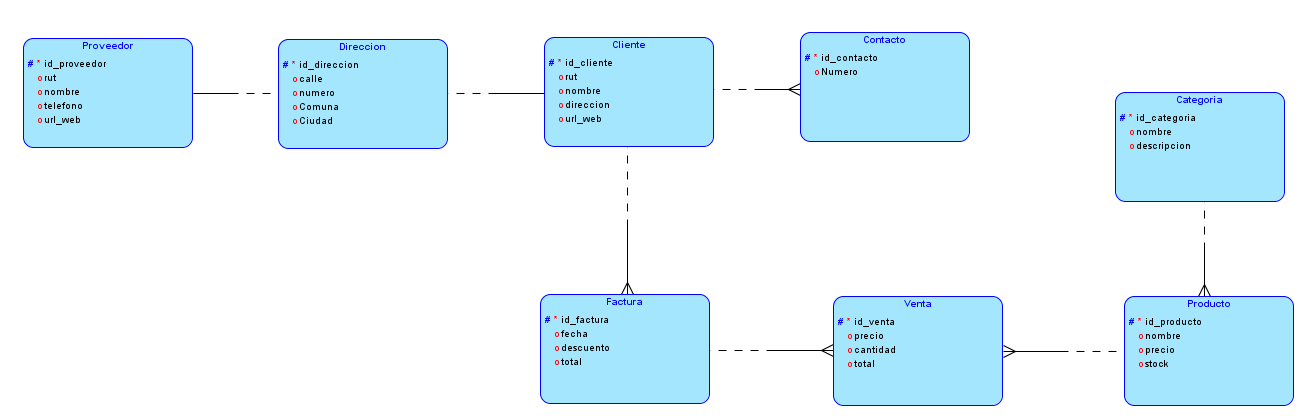 Proveedor
# * id_proveedor
o rut
o nombre
o telefono
o url_web
Direccion
# * id_direccion
o calle
o numero
o Comuna
o Ciudad
Cliente
# * id_cliente
o rut
o nombre
o direccion
o url_web
Contacto
# * id_contacto
o Numero
Categoria
# * id_categoria
o nombre
o descripcion
Factura
# * id_factura
o fecha
o descuento
o total
Venta
# * id_venta
o precio
o cantidad
o total
Producto
# * id_producto
o nombre
o precio
o stock